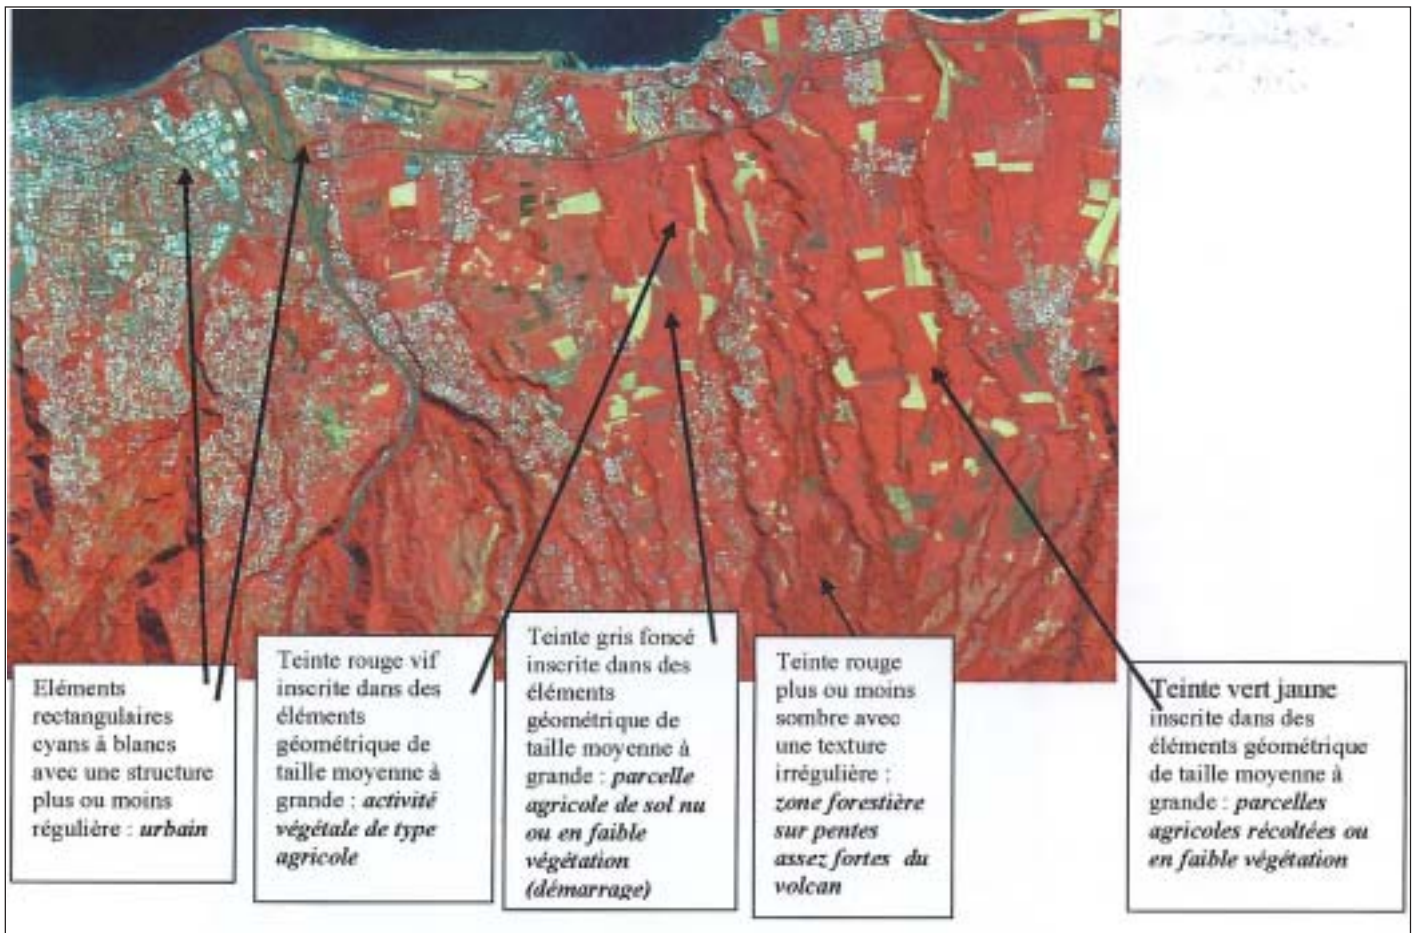 Eléments
rectangulaires
cyans à blancs
avec une structure
plus ou moins
régulière : urbain
Teinte rouge vif
inscrite dans des
éléments
géométrique de
taille moyenne à
grande : activité
végétale de type
agricole
Teinte gris foncé
inscrite dans des
éléments
géométrique de
taille moyenne à
grande : parcelle
agricole de sol nu
ou en faible
végétation
(démarrage)
Teinte rouge
plus ou moins
sombre avec
une texture
irrégulière :
zone forestière
sur pentes
assez fortes du
volcan
Teinte vert jaune
inscrite dans des
éléments géométrique
de taille moyenne à
grande : parcelles
agricoles récoltées ou
en faible végétation